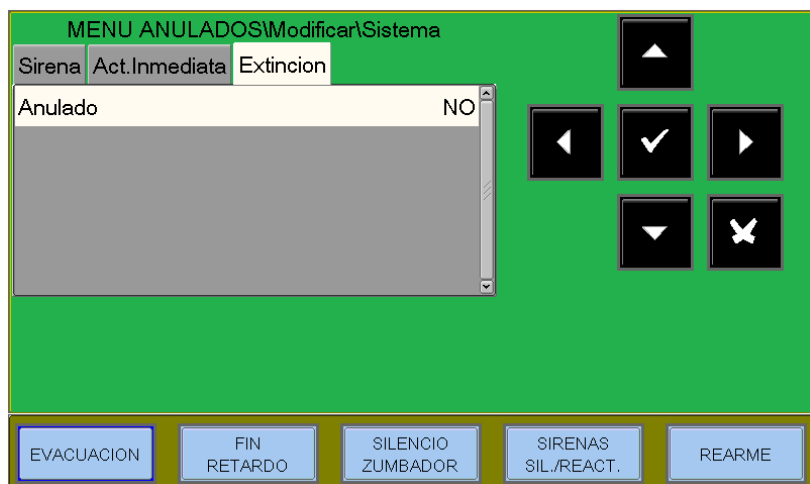 MENU ANULADOS\Modificar\Sistema
Sirena Act.Inmediata Extincion
Anulado NO
EVACUACION
FIN
RETARDO
SILENCIO
ZUMBADOR
SIRENAS
SIL./REACT.
REARME